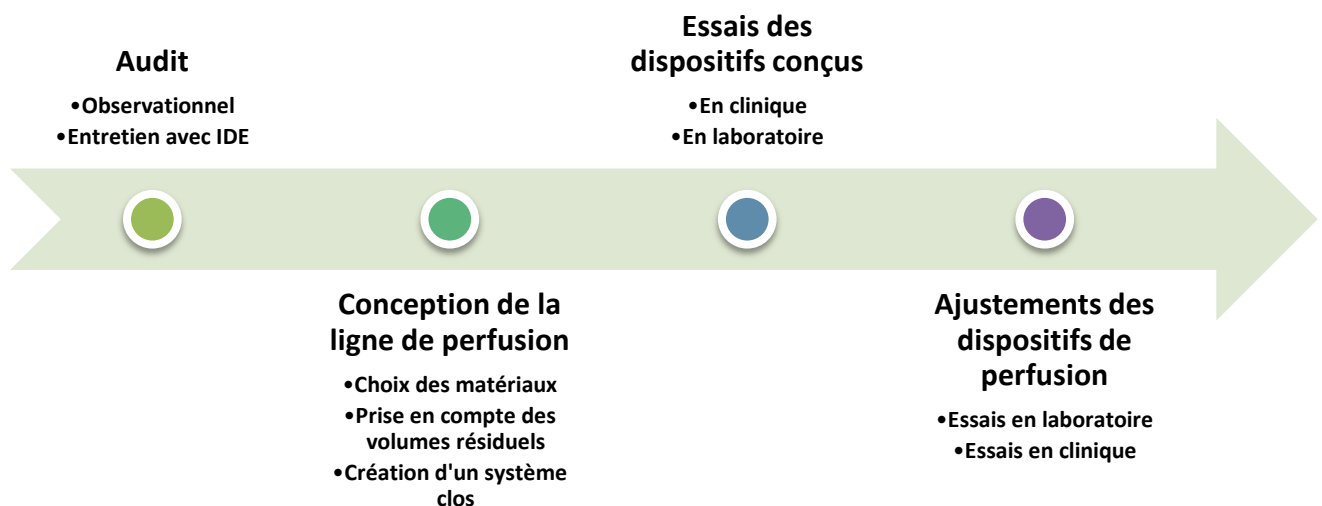 Audit
•Observationnel
•Entretien avec IDE
Conception de la
ligne de perfusion
•Choix des matériaux
•Prise en compte des
volumes résiduels
•Création d'un système
clos
Essais des
dispositifs conçus
•En clinique
•En laboratoire
Ajustements des
dispositifs de
perfusion
•Essais en laboratoire
•Essais en clinique